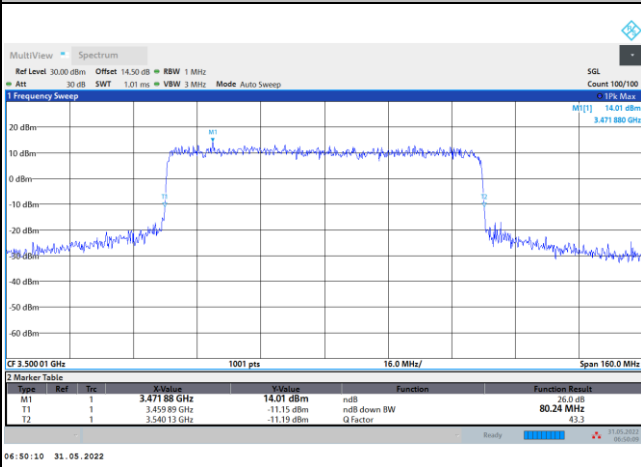 MultiView Spectrum
Ref Level 30.00 dBm Offset 14.50 dB RBW 1 MHz SGL
Att 30 dB SWT 1.01 ms VBW 3 MHz Mode Auto Sweep Count 100/100
1 Frequency Sweep 1Pk Max
M1[1] 14.01 dBm
3.471 880 GHz
M1
20 dBm
10 dBm
0 dBm
T1 T2
-10 dBm
-20 dBm
-30 dBm
-40 dBm
-50 dBm
-60 dBm
CF 3.500 01 GHz 1001 pts 16.0 MHz/ Span 160.0 MHz
2 Marker Table
Type Ref Trc X-Value Y-Value Function Function Result
M1 1 3.471 88 GHz 14.01 dBm ndB 26.0 dB
T1 1 3.459 89 GHz -11.15 dBm ndB down BW 80.24 MHz
T2 1 3.540 13 GHz -11.19 dBm Q Factor 43.3
Ready 31.05.2022
06:50:09
06:50:10 31.05.2022